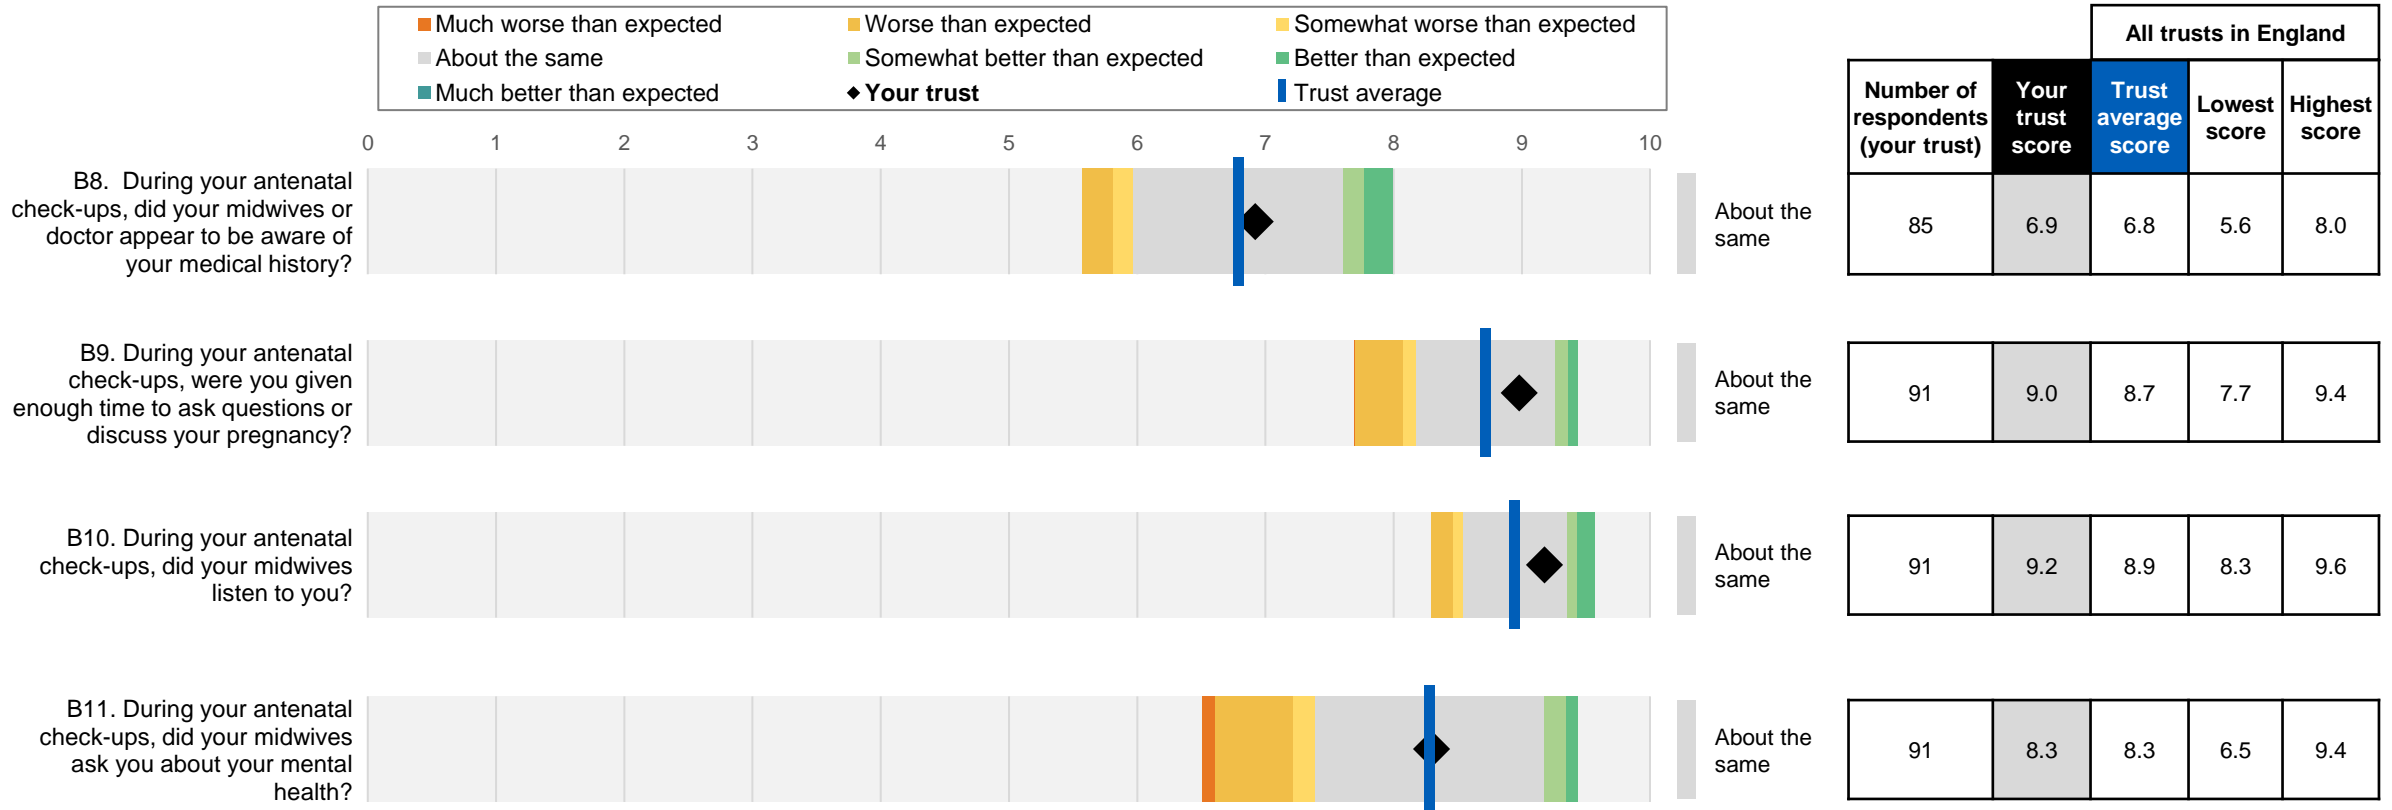 Much worse than expected
Worse than expected
Somewhat worse than expected
About the same
Somewhat better than expected
Better than expected
Much better than expected
Your trust
Trust average
All trusts in England
Number of
respondents
(your trust)
Your
trust
score
Trust
average
score
Lowest
score
Highest
score
0 1 2 3 4 5 6 7 8 9 10
B8. During your antenatal
check-ups, did your midwives or
doctor appear to be aware of
your medical history?
About the
same
85 6.9 6.8 5.6 8.0
B9. During your antenatal
check-ups, were you given
enough time to ask questions or
discuss your pregnancy?
About the
same
91 9.0 8.7 7.7 9.4
B10. During your antenatal
check-ups, did your midwives
listen to you?
About the
same
91 9.2 8.9 8.3 9.6
B11. During your antenatal
check-ups, did your midwives
ask you about your mental
health?
About the
same
91 8.3 8.3 6.5 9.4